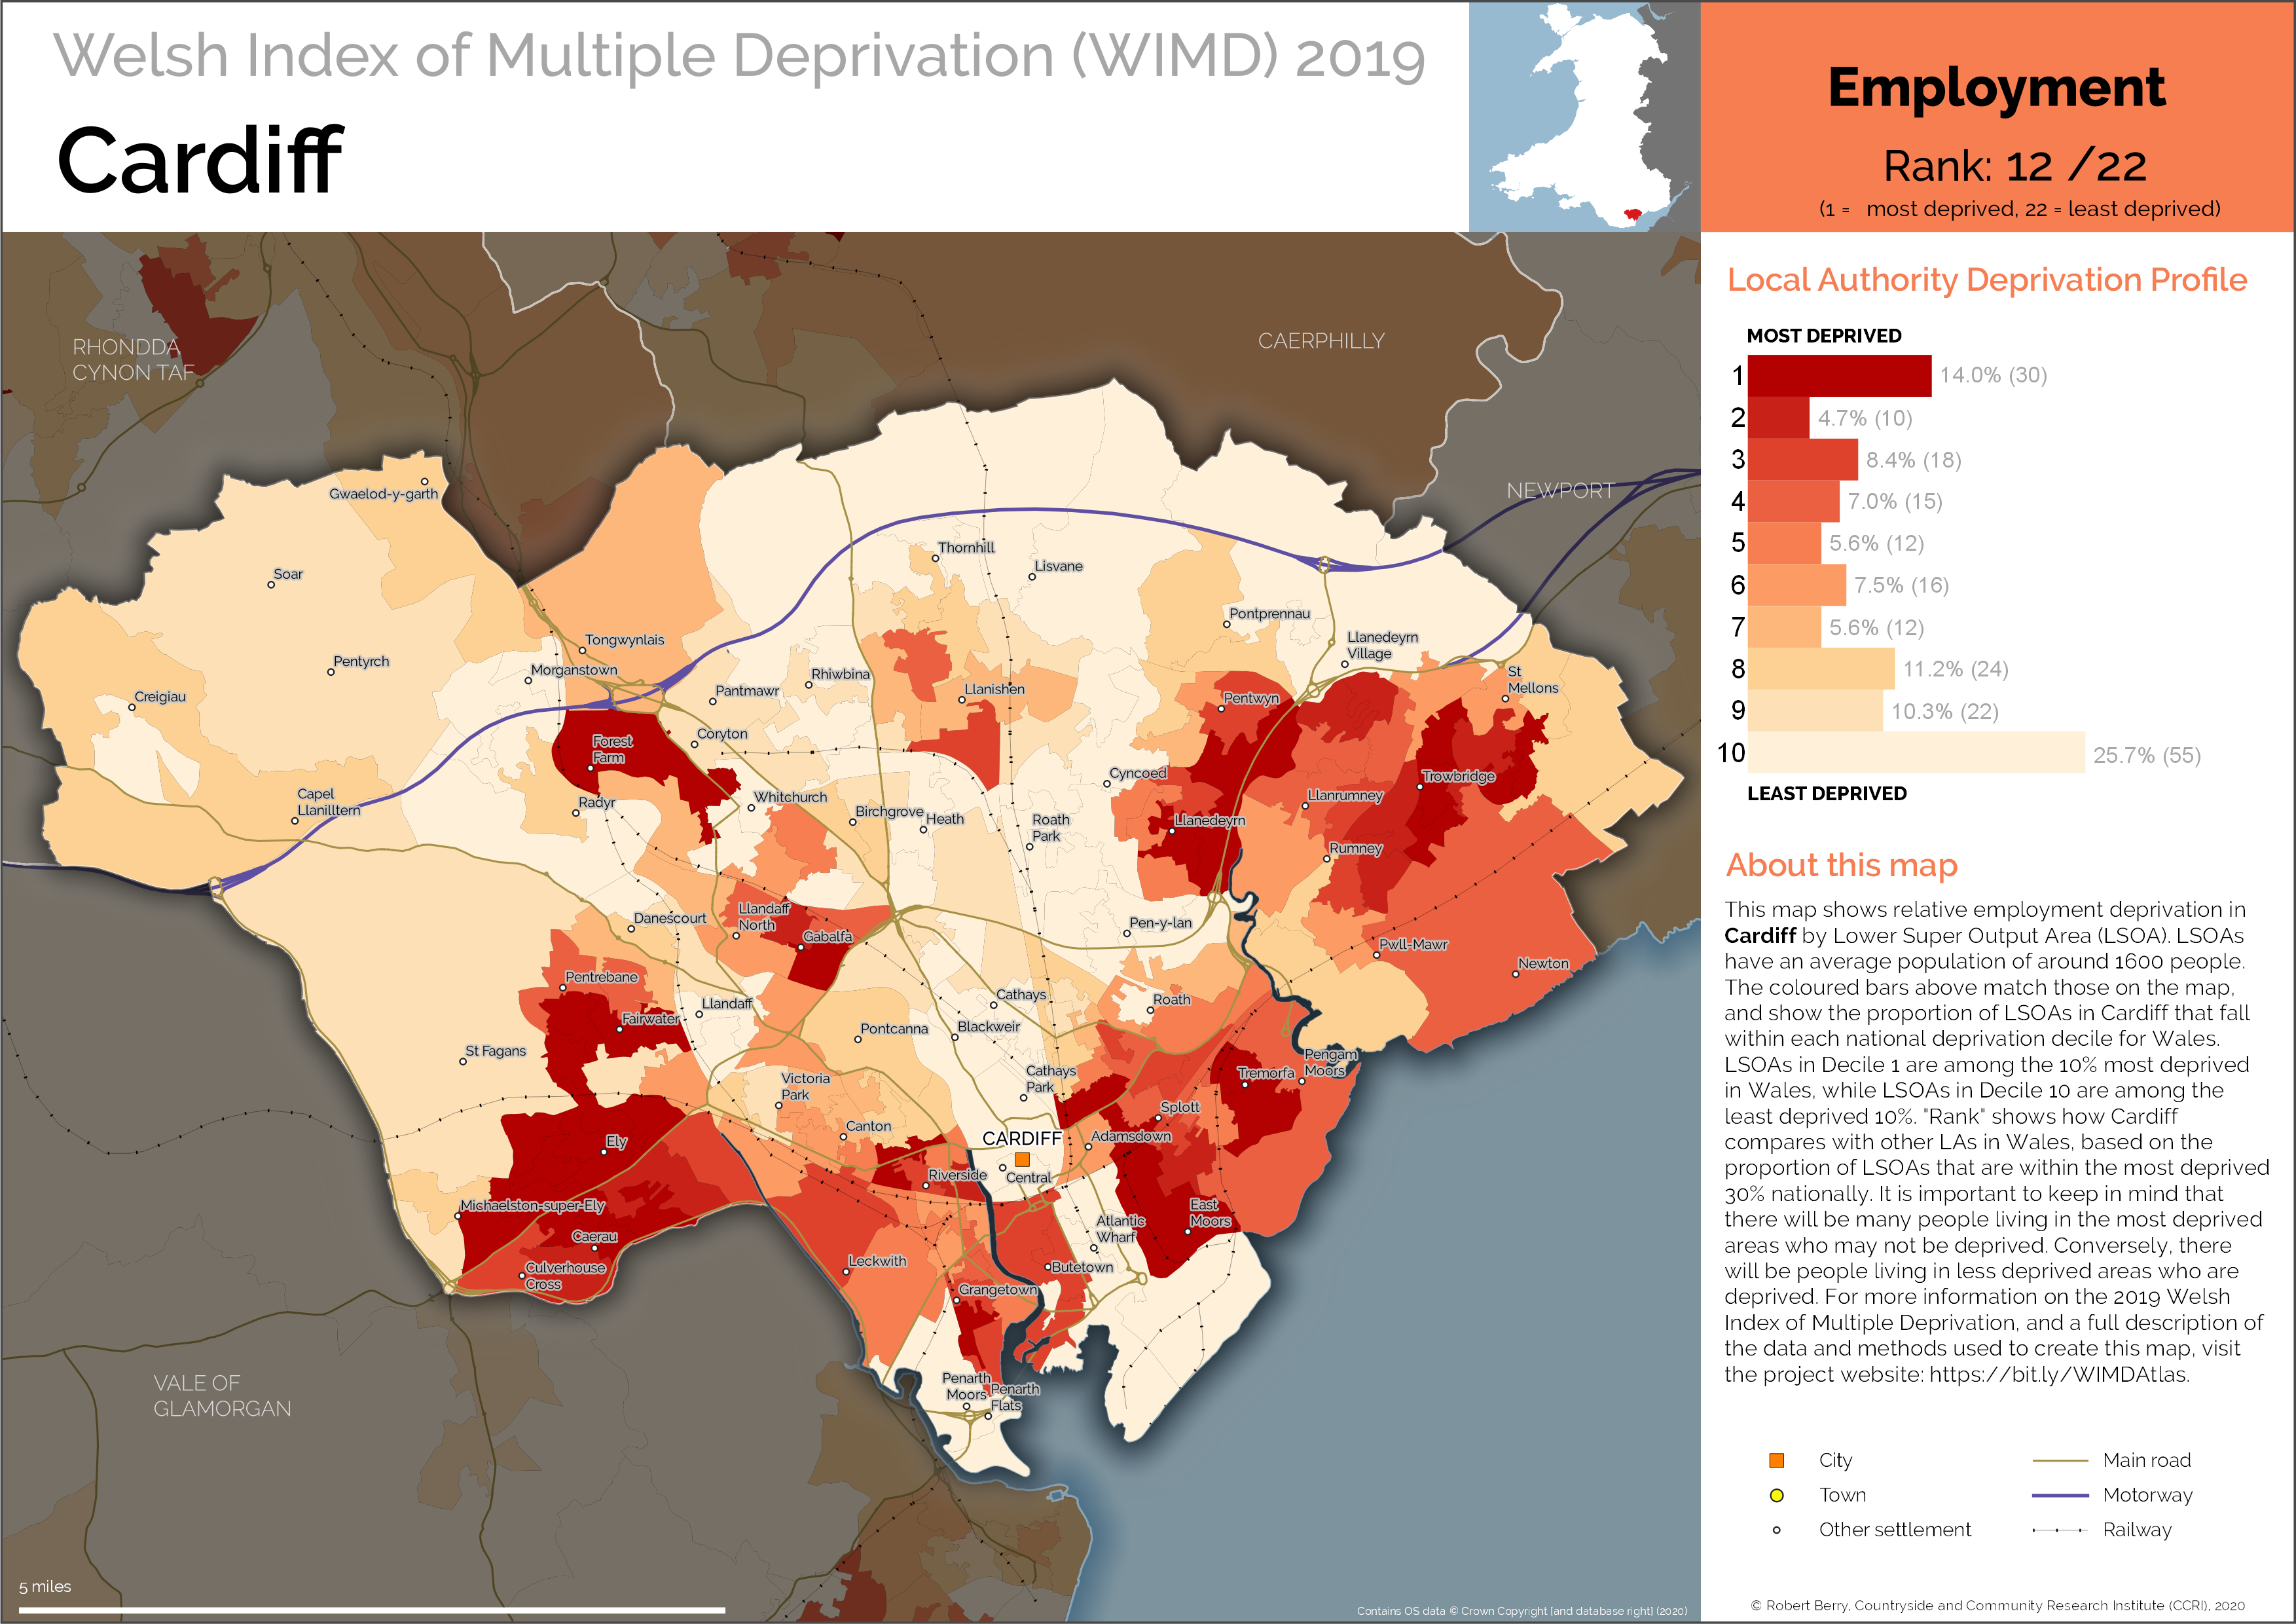 Welsh Index of Multiple Deprivation (WIMD) 2019
Cardiff
Employment
Rank: 12 /22
(1 = most deprived, 22 = least deprived)
Local Authority Deprivation Profile
MOST DEPRIVED
1 14.0% (30)
2 4.7% (10)
3 8.4% (18)
4 7.0% (15)
5 5.6% (12)
6 7.5% (16)
7 5.6% (12)
8 11.2% (24)
9 10.3% (22)
10 25.7% (55)
LEAST DEPRIVED
About this map
This map shows relative employment deprivation in
Cardiff by Lower Super Output Area (LSOA). LSOAs
have an average population of around 1600 people.
The coloured bars above match those on the map,
and show the proportion of LSOAs in Cardiff that fall
within each national deprivation decile for Wales.
LSOAs in Decile 1 are among the 10% most deprived
in Wales, while LSOAs in Decile 10 are among the
least deprived 10%. "Rank" shows how Cardiff
compares with other LAs in Wales, based on the
proportion of LSOAs that are within the most deprived
30% nationally. It is important to keep in mind that
there will be many people living in the most deprived
areas who may not be deprived. Conversely, there
will be people living in less deprived areas who are
deprived. For more information on the 2019 Welsh
Index of Multiple Deprivation, and a full description of
the data and methods used to create this map, visit
the project website: https://bit.ly/WIMDAtlas.
City
Town
Other settlement
Main road
Motorway
Railway
© Robert Berry, Countryside and Community Research Institute (CCRI), 2020
RHONDDA
CYNON TAF
CAERPHILLY
NEWPORT
VALE OF
GLAMORGAN
Gwaelod-y-garth
Soar
Pentyrch
Creigiau
Capel
Llanilltern
Tongwynlais
Morganstown
Forest
Farm
Radyr
Pantmawr
Coryton
Whitchurch
Rhiwbina
Thornhill
Lisvane
Llanishen
Birchgrove
Heath
Roath
Park
Cyncoed
Pontprennau
Llanedeyrn
Village
Pentwyn
St
Mellons
Trowbridge
Llanrumney
Llanedeyrn
Rumney
Pen-y-lan
Pwll-Mawr
Newton
Danescourt
Llandaff
North
Gabalfa
Pentrebane
Fairwater
Llandaff
St Fagans
Pontcanna
Cathays
Blackweir
Roath
Cathays
Park
Victoria
Park
Canton
Pengam
Moors
Tremorfa
Splott
Adamsdown
CARDIFF
Central
Riverside
Ely
Michaelston-super-Ely
Caerau
Culverhouse
Cross
Leckwith
Grangetown
Butetown
Atlantic
Wharf
East
Moors
Penarth
Moors
Penarth
Flats
5 miles
Contains OS data © Crown Copyright [and database right] (2020)